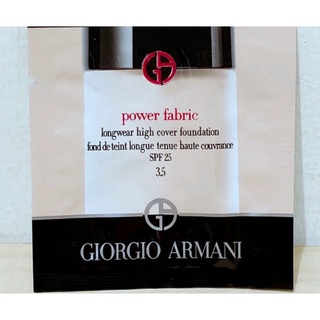 power fabric
longwear high cover foundation
fond de teint longue tenue haute couvrance
SPF 25
3.5
GIORGIO ARMANI